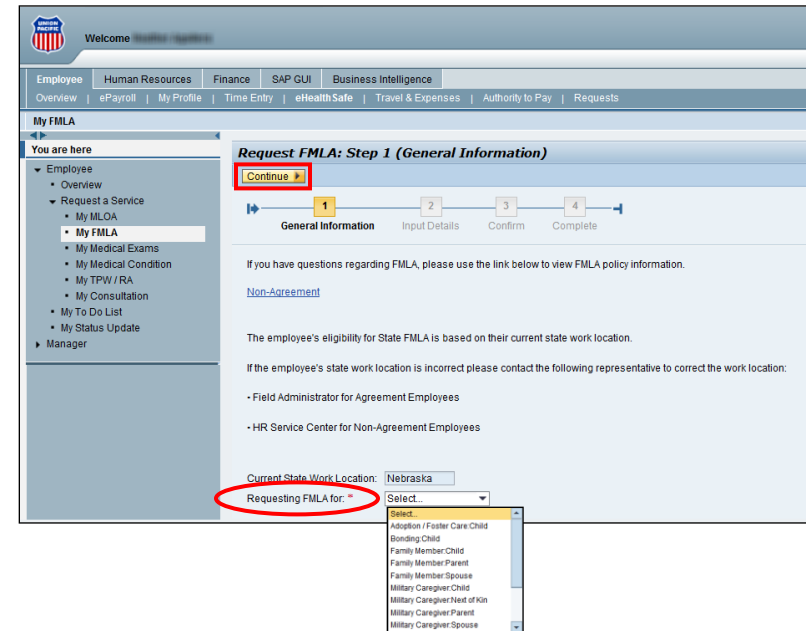 UNION
PACIFIC
Welcome
Employee Human Resources Finance SAP GUI Business Intelligence
Overview | ePayroll | My Profile | Time Entry | eHealthSafe | Travel & Expenses | Authority to Pay | Requests
My FMLA
You are here
Employee
• Overview
Request a Service
• My MLOA
• My FMLA
• My Medical Exams
• My Medical Condition
• My TPW / RA
• My Consultation
• My To Do List
• My Status Update
Manager
Request FMLA: Step 1 (General Information)
Continue
1 2 3 4
General Information Input Details Confirm Complete
If you have questions regarding FMLA, please use the link below to view FMLA policy information.
Non-Agreement
The employee's eligibility for State FMLA is based on their current state work location.
If the employee's state work location is incorrect please contact the following representative to correct the work location:
- Field Administrator for Agreement Employees
- HR Service Center for Non-Agreement Employees
Current State Work Location: Nebraska
Requesting FMLA for: * Select...
Select...
Adoption / Foster Care:Child
Bonding:Child
Family Member:Child
Family Member:Parent
Family Member:Spouse
Military Caregiver:Child
Military Caregiver:Next of Kin
Military Caregiver:Parent
Military Caregiver:Spouse